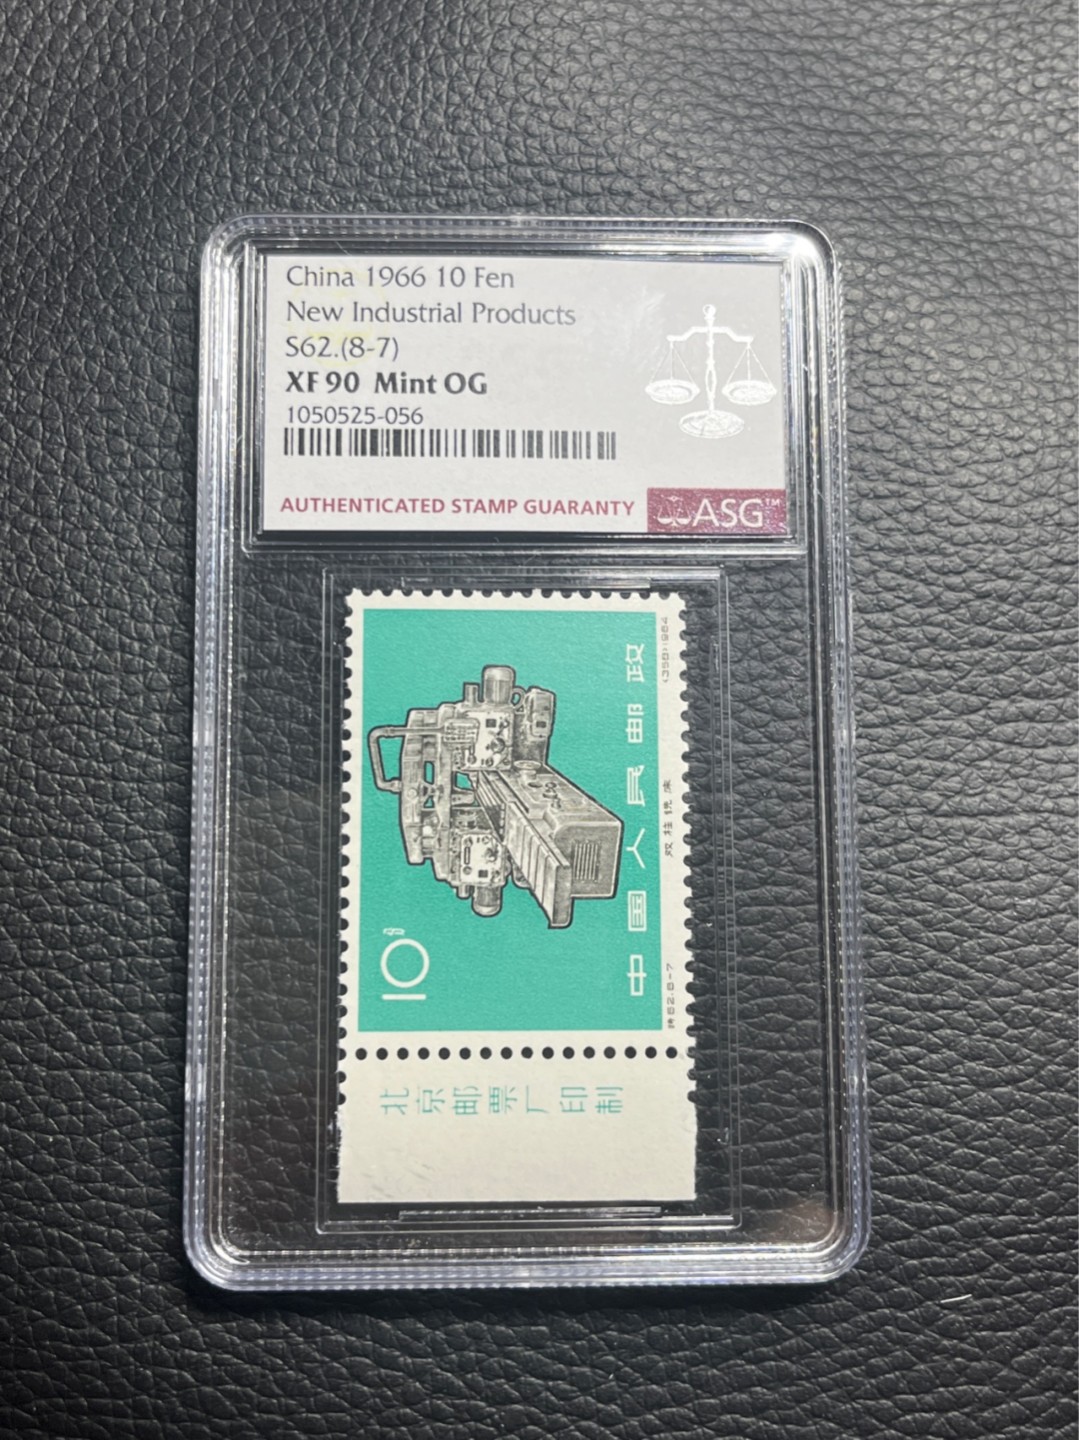 China 1966 10 Fen
New Industrial Products
S62.(8-7)
XF 90 Mint OG
1050525-056
AUTHENTICATED STAMP GUARANTY
ASG™
10分
中国人民邮政
特62.8-7
双柱铣床
(358)1964
北京邮票厂印制